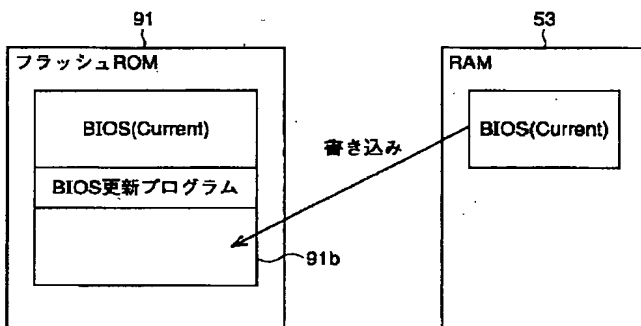 91
53
フラッシュROM
RAM
BIOS(Current)
BIOS(Current)
書き込み
BIOS更新プログラム
91b